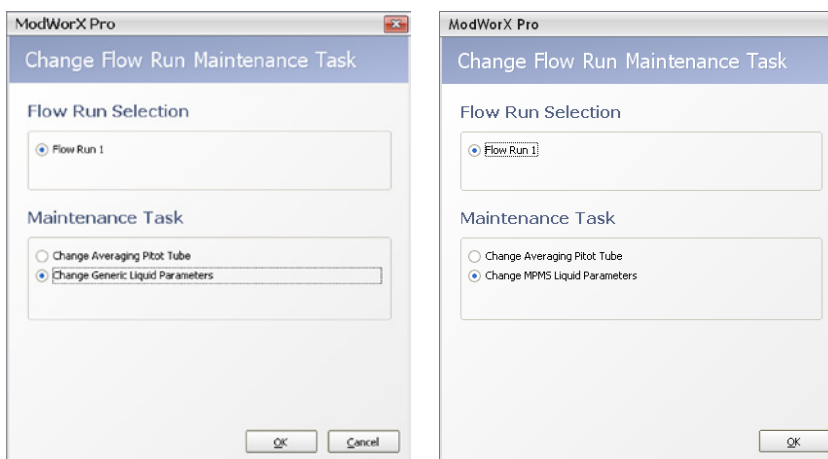 ModWorX Pro
Change Flow Run Maintenance Task
Flow Run Selection
Flow Run 1
Maintenance Task
Change Averaging Pitot Tube
Change Generic Liquid Parameters
OK
Cancel
ModWorX Pro
Change Flow Run Maintenance Task
Flow Run Selection
Flow Run 1
Maintenance Task
Change Averaging Pitot Tube
Change MPMS Liquid Parameters
OK